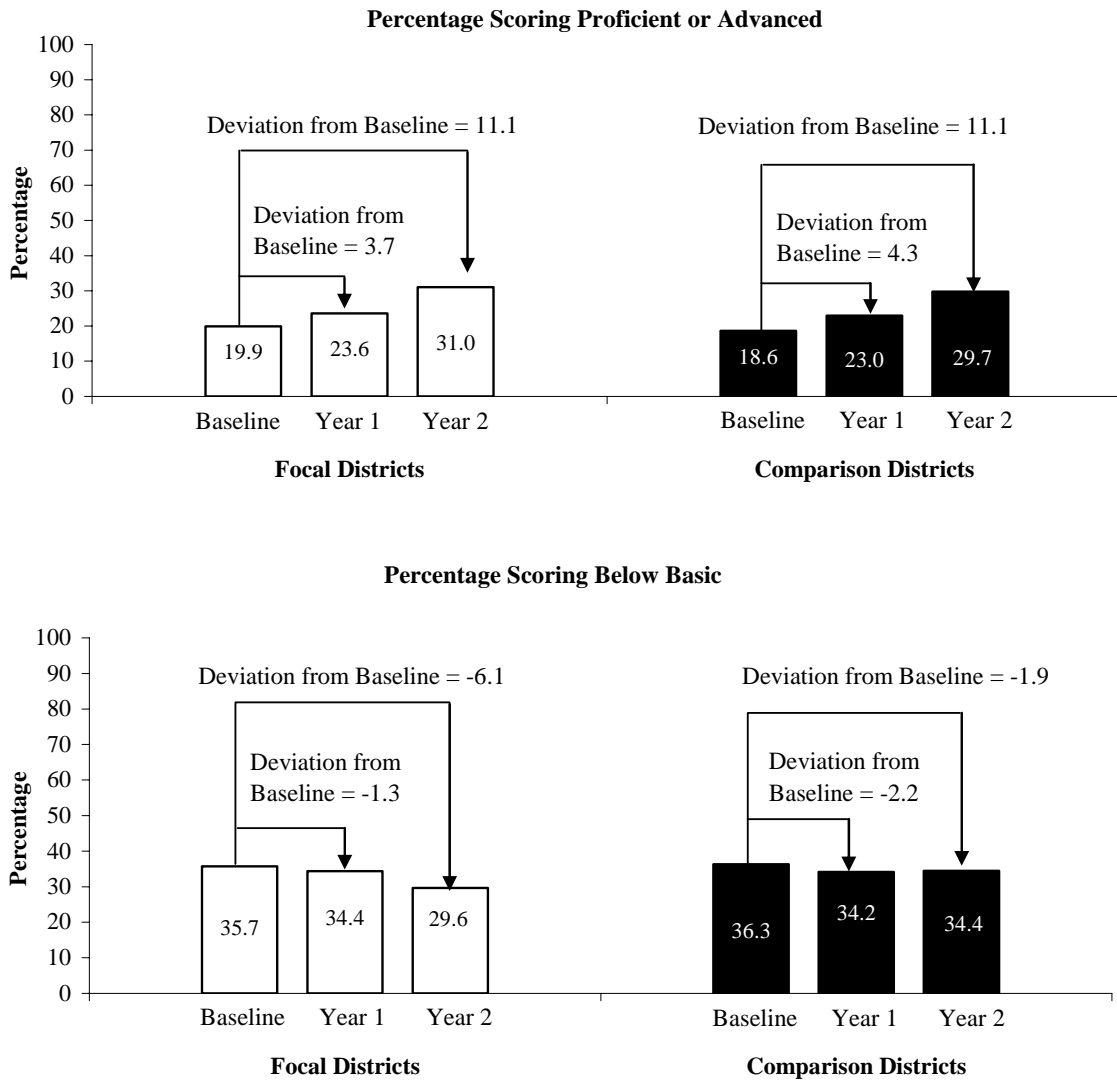 Percentage Scoring Proficient or Advanced
100
90
80
70
60
50
40
30
20
10
0
Percentage
Deviation from Baseline = 11.1
Deviation from
Baseline = 3.7
19.9
23.6
31.0
Deviation from Baseline = 11.1
Deviation from
Baseline = 4.3
18.6
23.0
29.7
Baseline Year 1 Year 2
Baseline Year 1 Year 2
Focal Districts
Comparison Districts
Percentage Scoring Below Basic
100
90
80
70
60
50
40
30
20
10
0
Percentage
Deviation from Baseline = -6.1
Deviation from
Baseline = -1.3
35.7
34.4
29.6
Deviation from Baseline = -1.9
Deviation from
Baseline = -2.2
36.3
34.2
34.4
Baseline Year 1 Year 2
Baseline Year 1 Year 2
Focal Districts
Comparison Districts